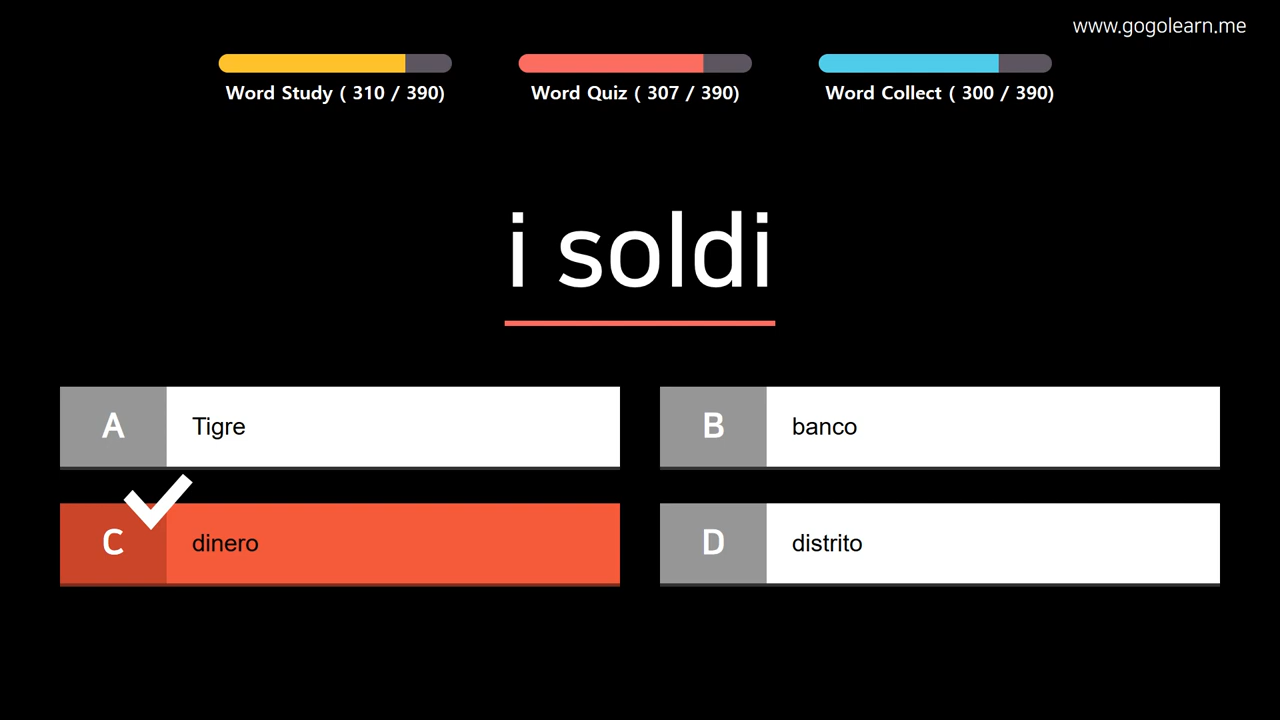 www.gogolearn.me
Word Study ( 310 / 390)
Word Quiz ( 307 / 390)
Word Collect ( 300 / 390)
i soldi
A Tigre
B banco
C dinero
D distrito